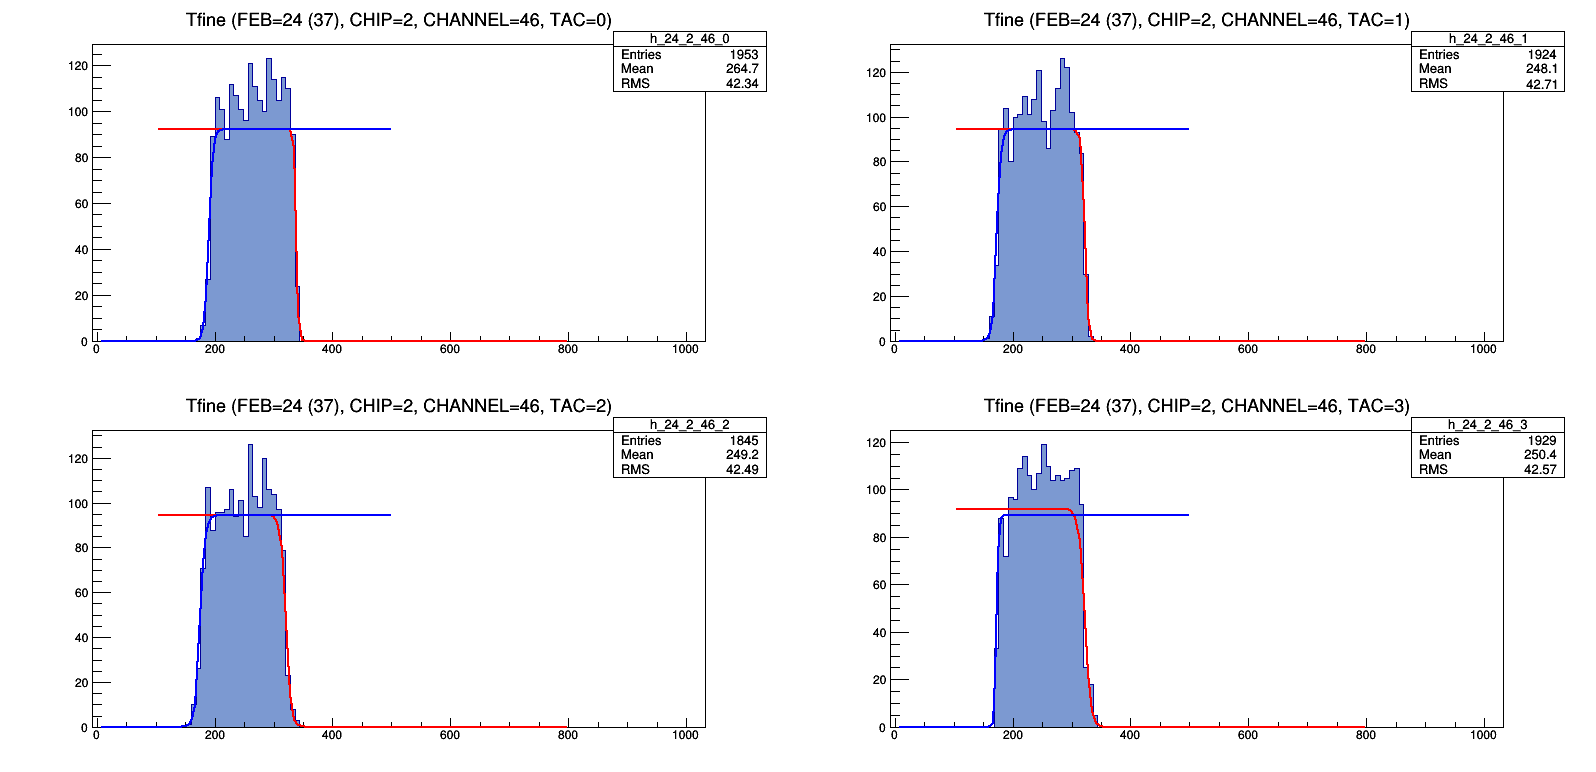 Tfine (FEB=24 (37), CHIP=2, CHANNEL=46, TAC=0)
h_24_2_46_0
Entries 1953
Mean 264.7
RMS 42.34
120
100
80
60
40
20
0
0 200 400 600 800 1000
Tfine (FEB=24 (37), CHIP=2, CHANNEL=46, TAC=1)
h_24_2_46_1
Entries 1924
Mean 248.1
RMS 42.71
120
100
80
60
40
20
0
0 200 400 600 800 1000
Tfine (FEB=24 (37), CHIP=2, CHANNEL=46, TAC=2)
h_24_2_46_2
Entries 1845
Mean 249.2
RMS 42.49
120
100
80
60
40
20
0
0 200 400 600 800 1000
Tfine (FEB=24 (37), CHIP=2, CHANNEL=46, TAC=3)
h_24_2_46_3
Entries 1929
Mean 250.4
RMS 42.57
120
100
80
60
40
20
0
0 200 400 600 800 1000